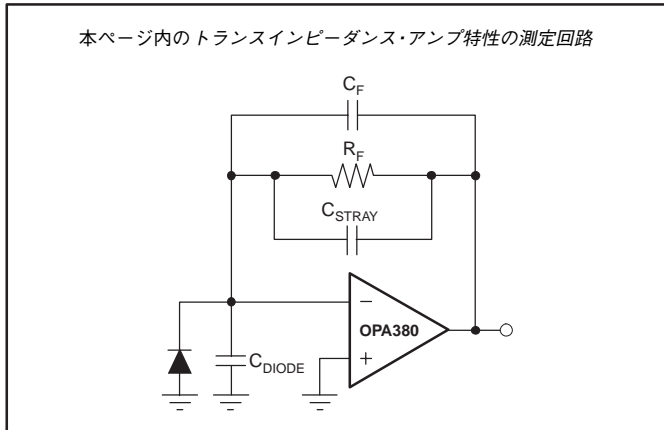 本ページ内のトランスインピーダンス・アンプ特性の測定回路
CF
RF
CSTRAY
−
OPA380
+
CDIODE